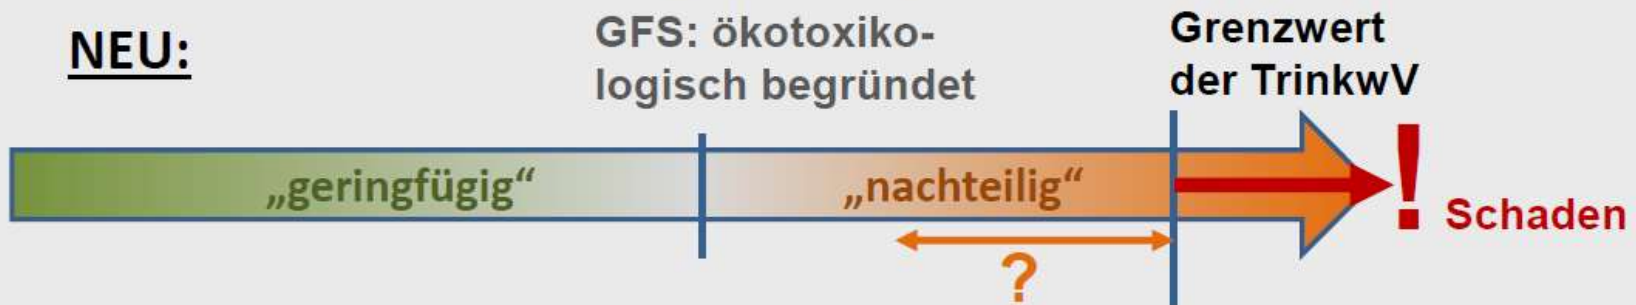 NEU:
GFS: ökotoxiko-
logisch begründet
Grenzwert
der TrinkwV
„geringfügig“
„nachteilig“
!
Schaden
?